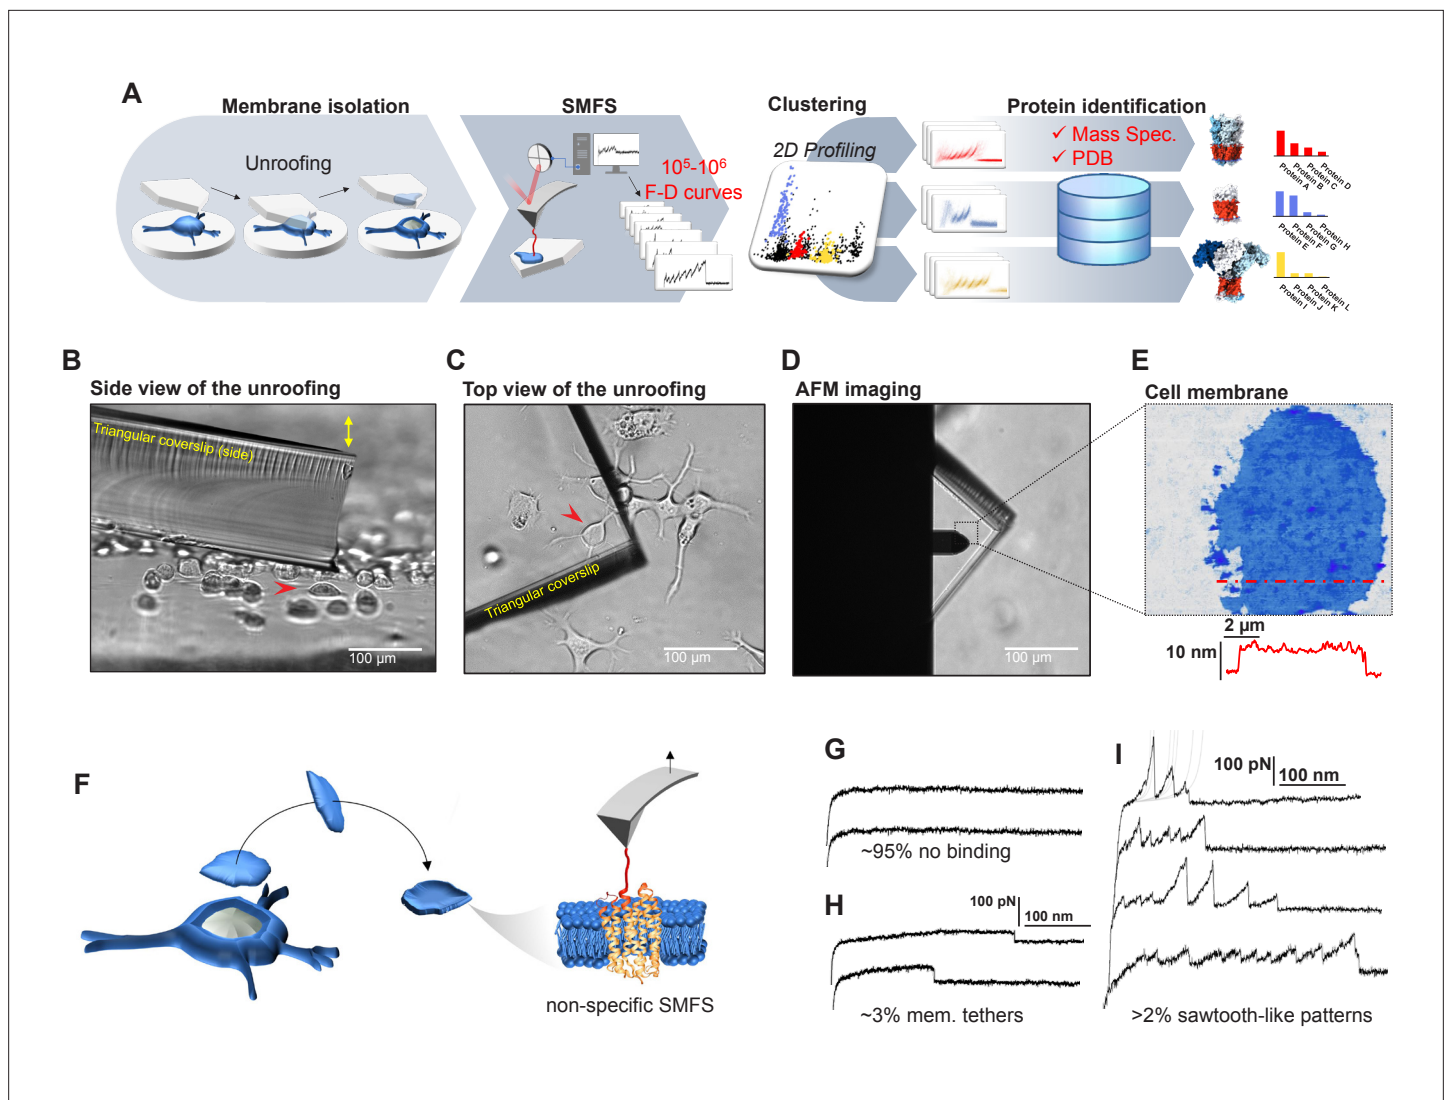 A
Membrane isolation
SMFS
Clustering
Protein identification
Unroofing
10⁵-10⁶
F-D curves
2D Profiling
✓ Mass Spec.
✓ PDB
Protein A
Protein B
Protein C
Protein D
Protein E
Protein F
Protein G
Protein H
Protein I
Protein J
Protein K
Protein L
B
Side view of the unroofing
Triangular coverslip (side)
100 µm
C
Top view of the unroofing
Triangular coverslip
100 µm
D
AFM imaging
100 µm
E
Cell membrane
2 µm
10 nm
F
non-specific SMFS
G
~95% no binding
H
100 pN
100 nm
~3% mem. tethers
I
100 pN
100 nm
>2% sawtooth-like patterns